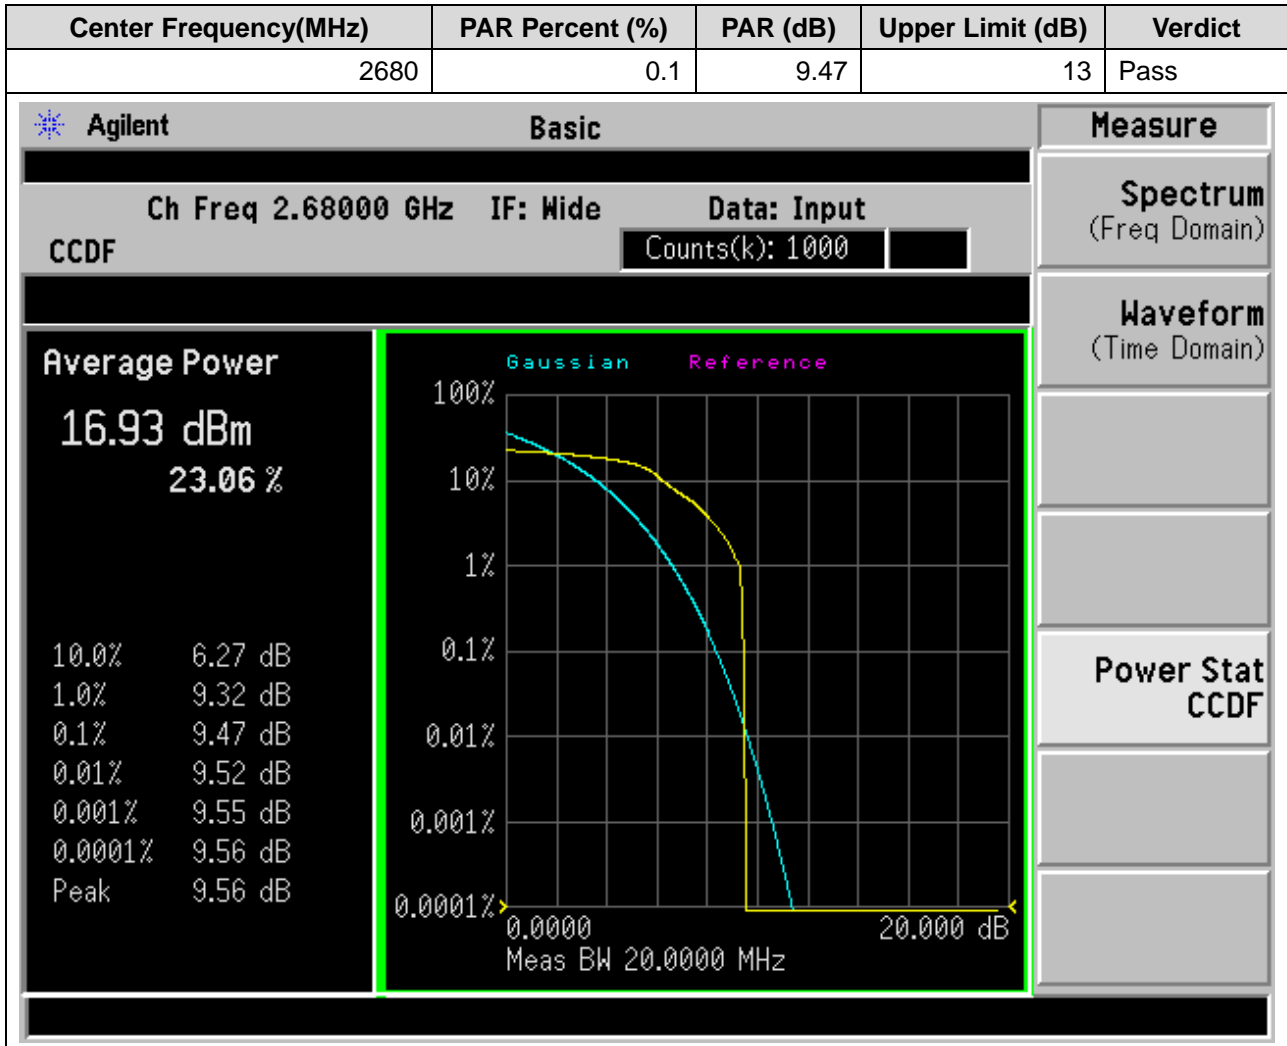 Center Frequency(MHz) PAR Percent (%) PAR (dB) Upper Limit (dB) Verdict
2680 0.1 9.47 13 Pass
Agilent Basic Measure
Ch Freq 2.68000 GHz IF: Wide Data: Input
CCDF Counts(k): 1000
Spectrum
(Freq Domain)
Waveform
(Time Domain)
Power Stat
CCDF
Average Power
16.93 dBm
23.06 %
10.0% 6.27 dB
1.0% 9.32 dB
0.1% 9.47 dB
0.01% 9.52 dB
0.001% 9.55 dB
0.0001% 9.56 dB
Peak 9.56 dB
Gaussian Reference
100%
10%
1%
0.1%
0.01%
0.001%
0.0001%
0.0000 20.000 dB
Meas BW 20.0000 MHz